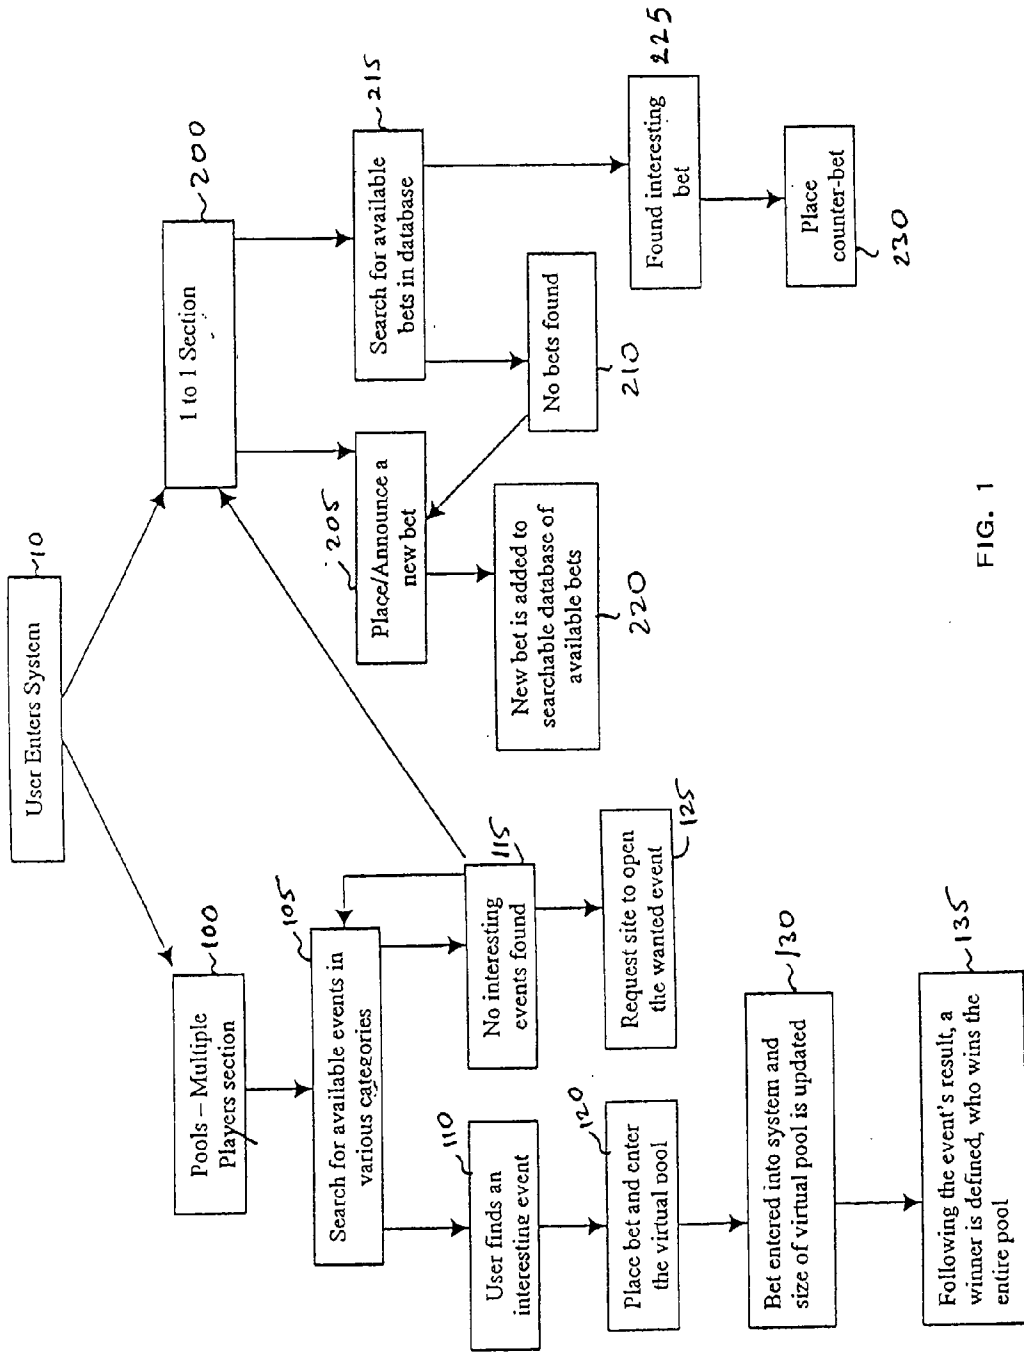 User Enters System
10
Pools – Multiple
Players section
100
1 to 1 Section
200
Search for available events in
various categories
105
Place/Announce a
new bet
205
Search for available
bets in database
215
User finds an
interesting event
110
No interesting
events found
115
New bet is added to
searchable database of
available bets
220
No bets found
210
Found interesting
bet
225
Place bet and enter
the virtual pool
120
Request site to open
the wanted event
125
Place
counter-bet
230
Bet entered into system and
size of virtual pool is updated
130
Following the event's result, a
winner is defined, who wins the
entire pool
135
FIG. 1